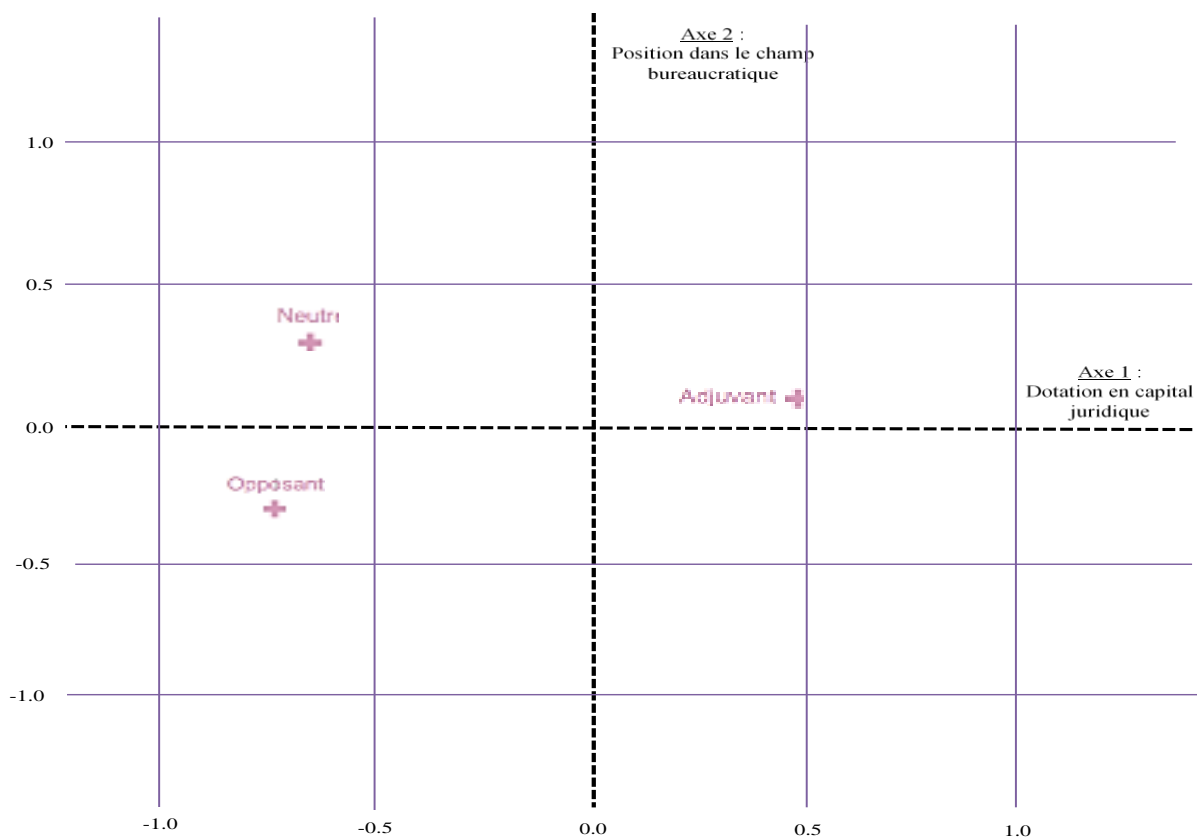 Axe 2 :
Position dans le champ
bureaucratique
1.0
0.5
Neutr
Adjuvant
Axe 1 :
Dotation en capital
juridique
0.0
Opposant
-0.5
-1.0
-1.0
-0.5
0.0
0.5
1.0